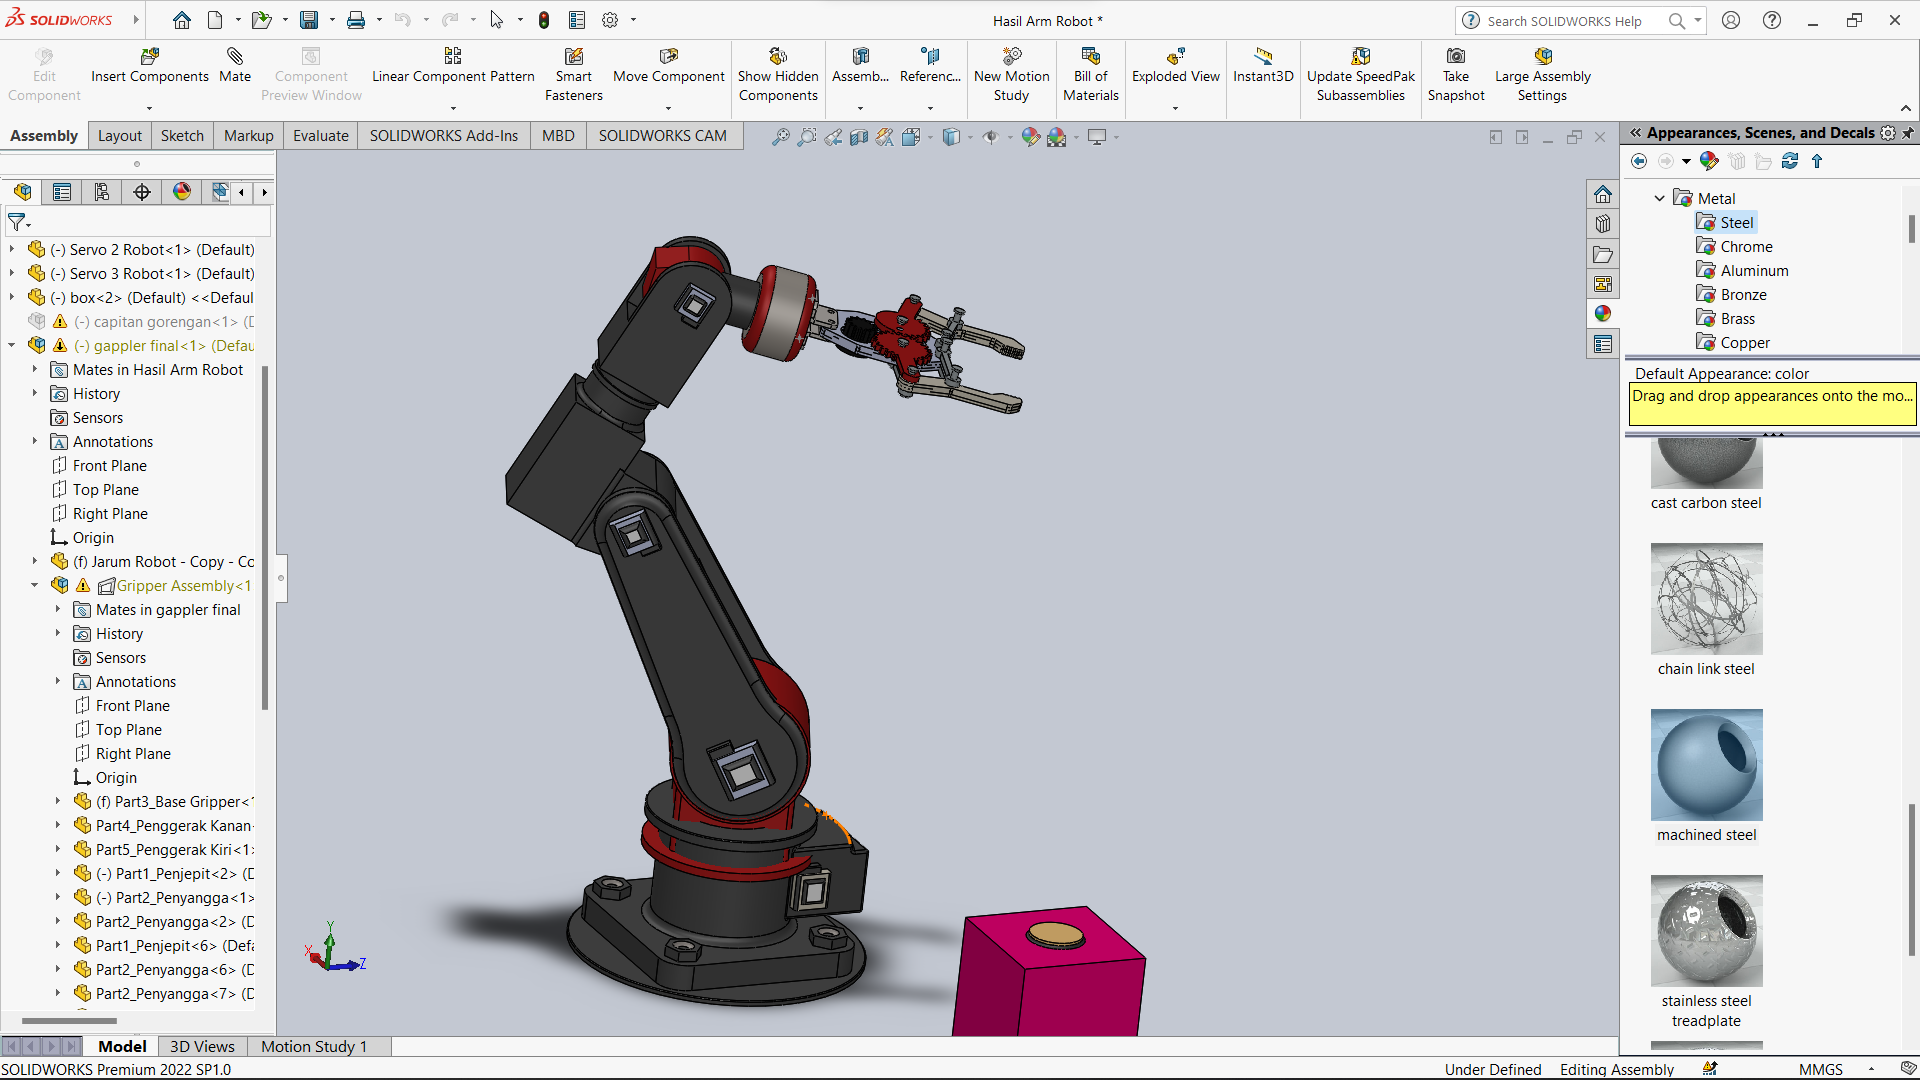 SOLIDWORKS
Hasil Arm Robot *
Search SOLIDWORKS Help
Edit
Component
Insert Components
Mate
Component
Preview Window
Linear Component Pattern
Smart
Fasteners
Move Component
Show Hidden
Components
Assemb...
Referenc...
New Motion
Study
Bill of
Materials
Exploded View
Instant3D
Update SpeedPak
Subassemblies
Take
Snapshot
Large Assembly
Settings
Assembly
Layout
Sketch
Markup
Evaluate
SOLIDWORKS Add-Ins
MBD
SOLIDWORKS CAM
(-) Servo 2 Robot<1> (Default)
(-) Servo 3 Robot<1> (Default)
(-) box<2> (Default) <<Defaul
(-) capitan gorengan<1> (D
(-) gappler final<1> (Defau
Mates in Hasil Arm Robot
History
Sensors
Annotations
Front Plane
Top Plane
Right Plane
Origin
(f) Jarum Robot - Copy - Co
Gripper Assembly<1
Mates in gappler final
History
Sensors
Annotations
Front Plane
Top Plane
Right Plane
Origin
(f) Part3_Base Gripper<1
Part4_Penggerak Kanan
Part5_Penggerak Kiri<1>
(-) Part1_Penjepit<2> (D
(-) Part2_Penyangga<1>
Part2_Penyangga<2> (D
Part1_Penjepit<6> (Defa
Part2_Penyangga<6> (D
Part2_Penyangga<7> (D
Y
X
Z
Appearances, Scenes, and Decals
Metal
Steel
Chrome
Aluminum
Bronze
Brass
Copper
Default Appearance: color
Drag and drop appearances onto the mo...
cast carbon steel
chain link steel
machined steel
stainless steel
treadplate
Model
3D Views
Motion Study 1
SOLIDWORKS Premium 2022 SP1.0
Under Defined
Editing Assembly
MMGS